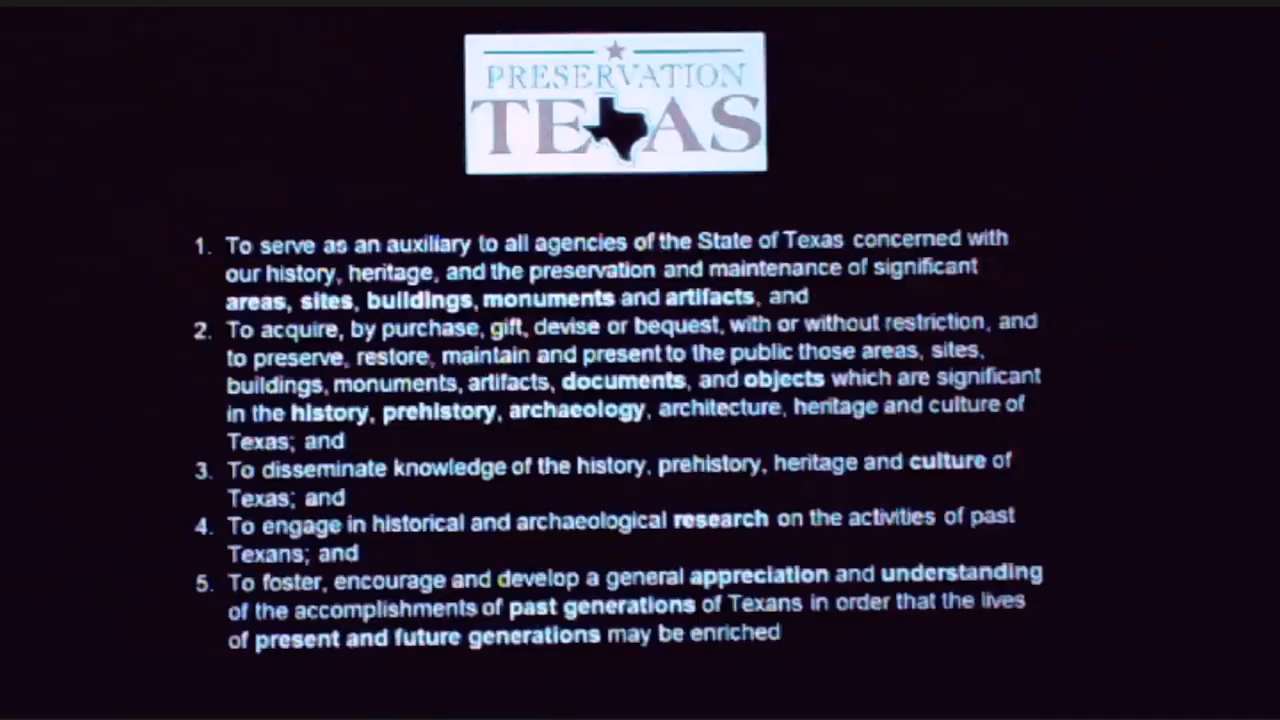 PRESERVATION
TEXAS
1. To serve as an auxiliary to all agencies of the State of Texas concerned with
our history, heritage, and the preservation and maintenance of significant
areas, sites, buildings, monuments and artifacts, and
2. To acquire, by purchase, gift, devise or bequest, with or without restriction, and
to preserve, restore, maintain and present to the public those areas, sites,
buildings, monuments, artifacts, documents, and objects which are significant
in the history, prehistory, archaeology, architecture, heritage and culture of
Texas; and
3. To disseminate knowledge of the history, prehistory, heritage and culture of
Texas; and
4. To engage in historical and archaeological research on the activities of past
Texans; and
5. To foster, encourage and develop a general appreciation and understanding
of the accomplishments of past generations of Texans in order that the lives
of present and future generations may be enriched